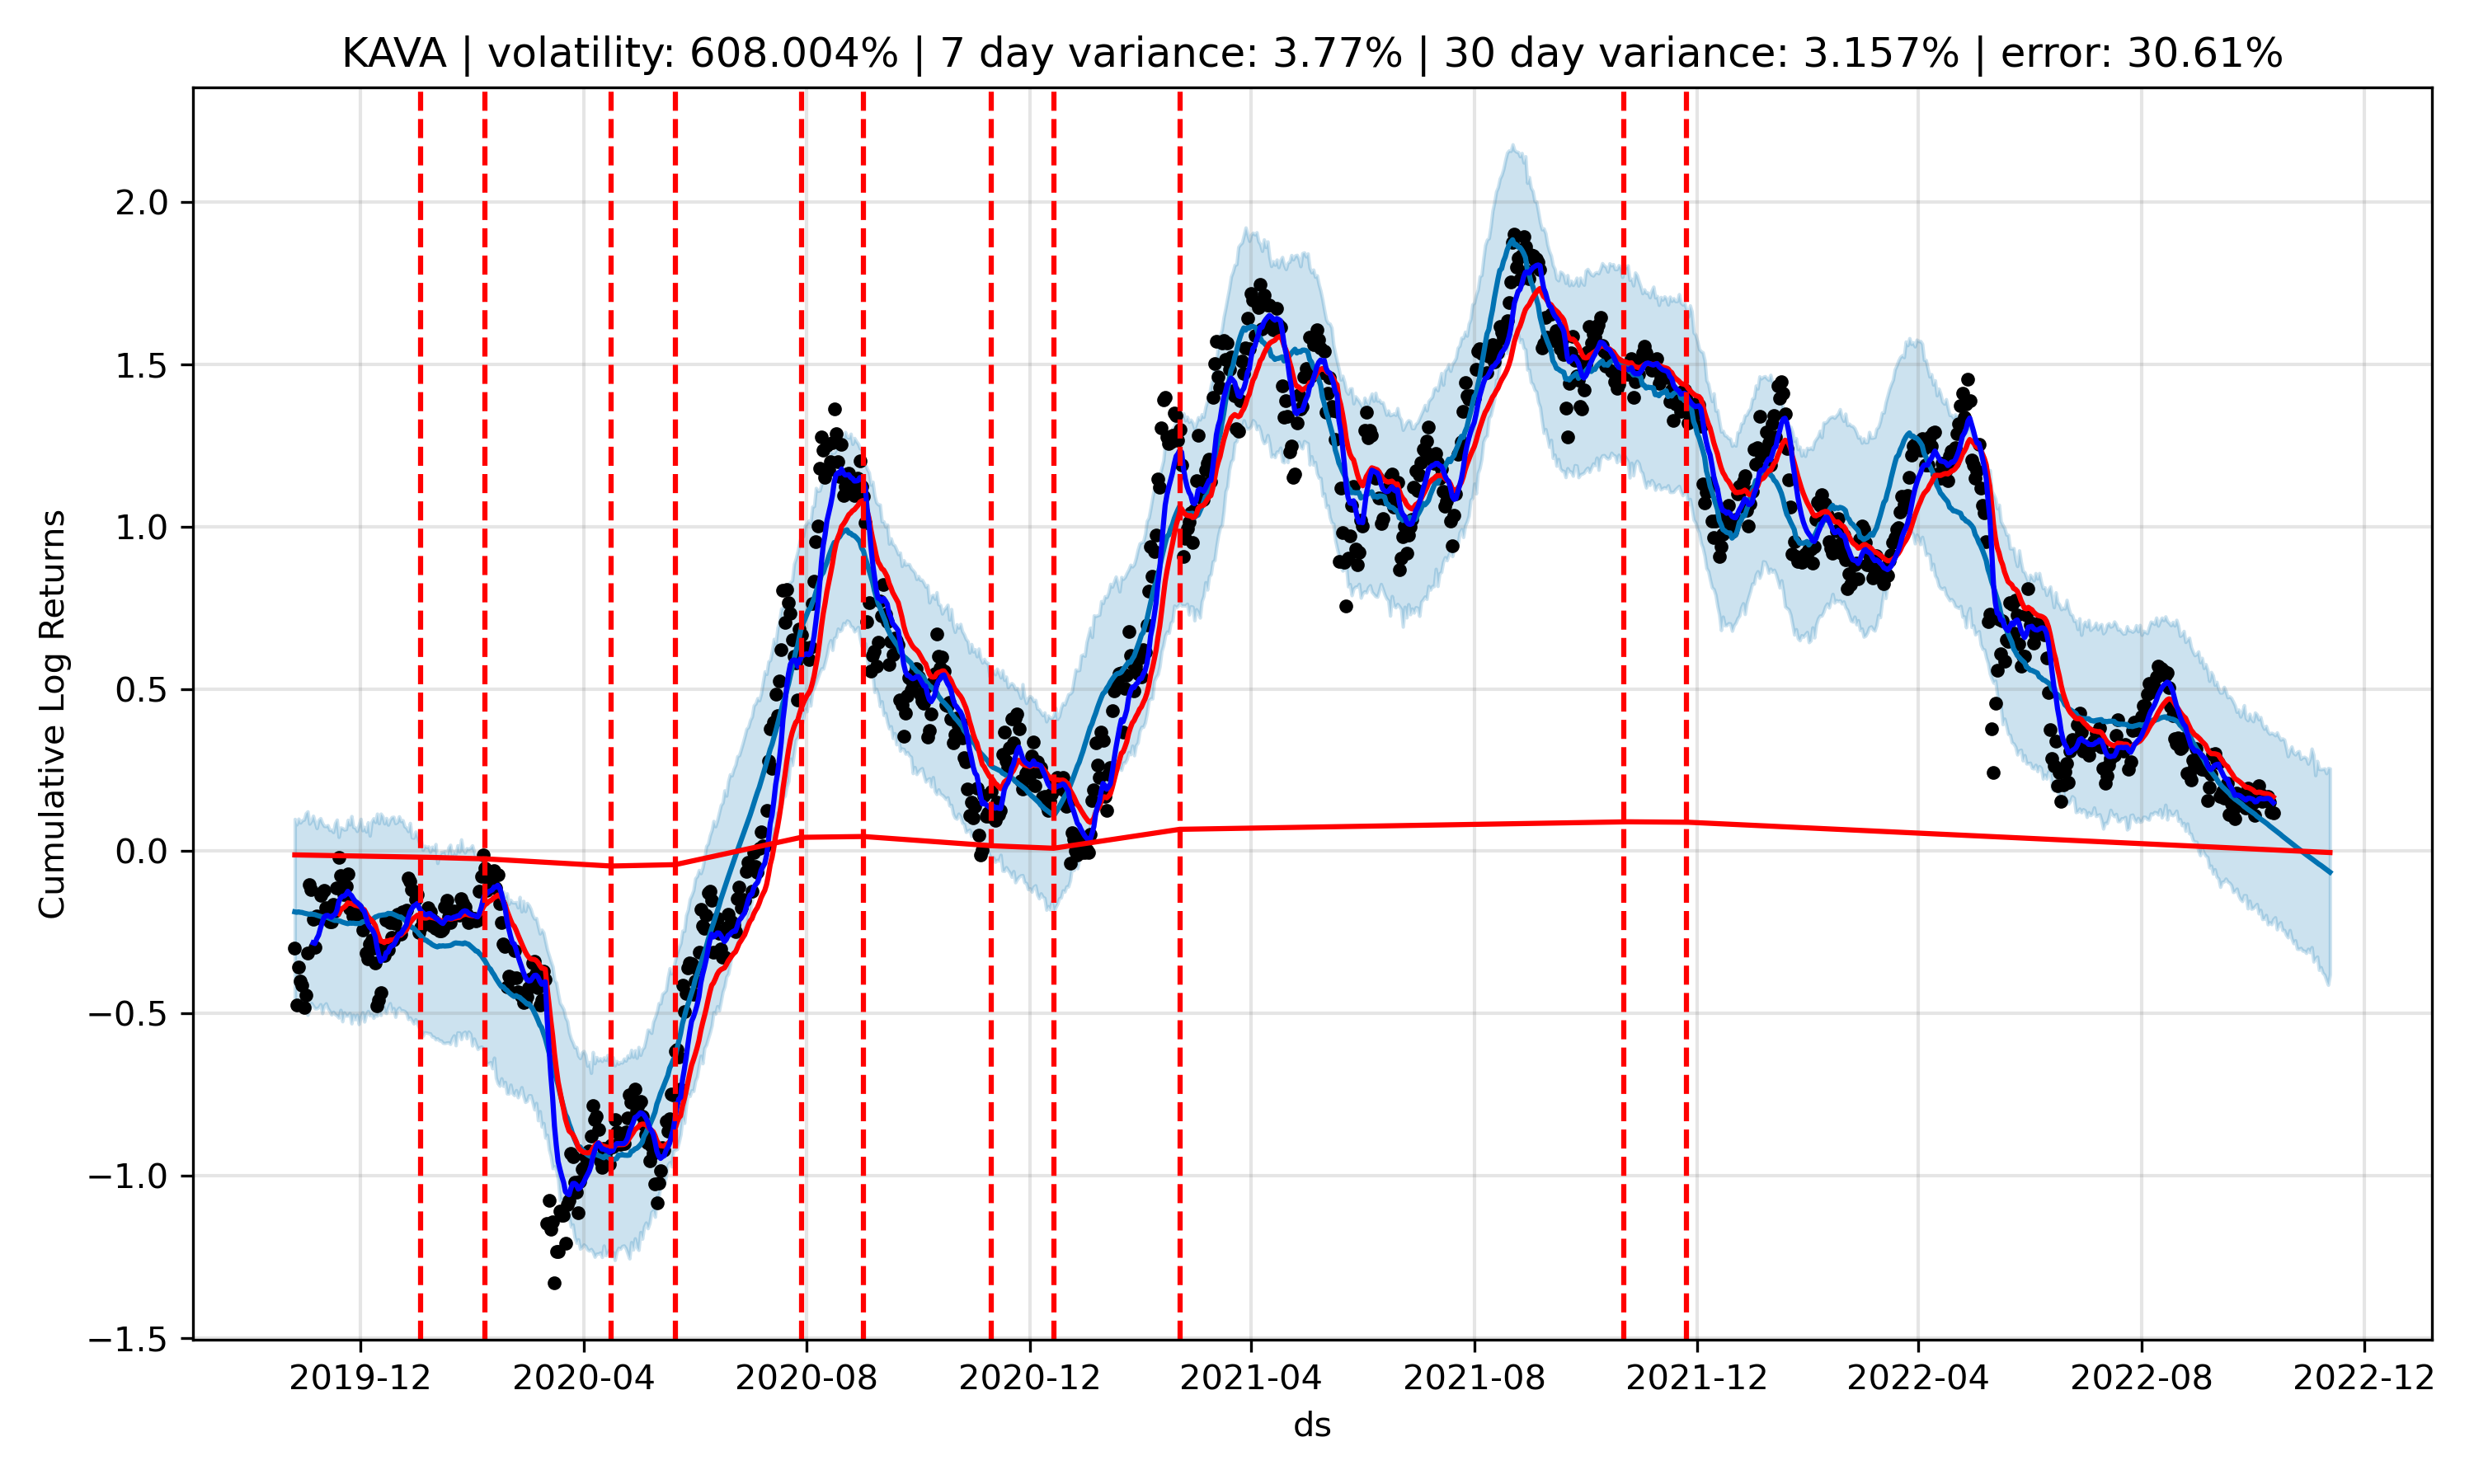 KAVA | volatility: 608.004% | 7 day variance: 3.77% | 30 day variance: 3.157% | error: 30.61%
Cumulative Log Returns
2.0
1.5
1.0
0.5
0.0
−0.5
−1.0
−1.5
2019-12 2020-04 2020-08 2020-12 2021-04 2021-08 2021-12 2022-04 2022-08 2022-12
ds